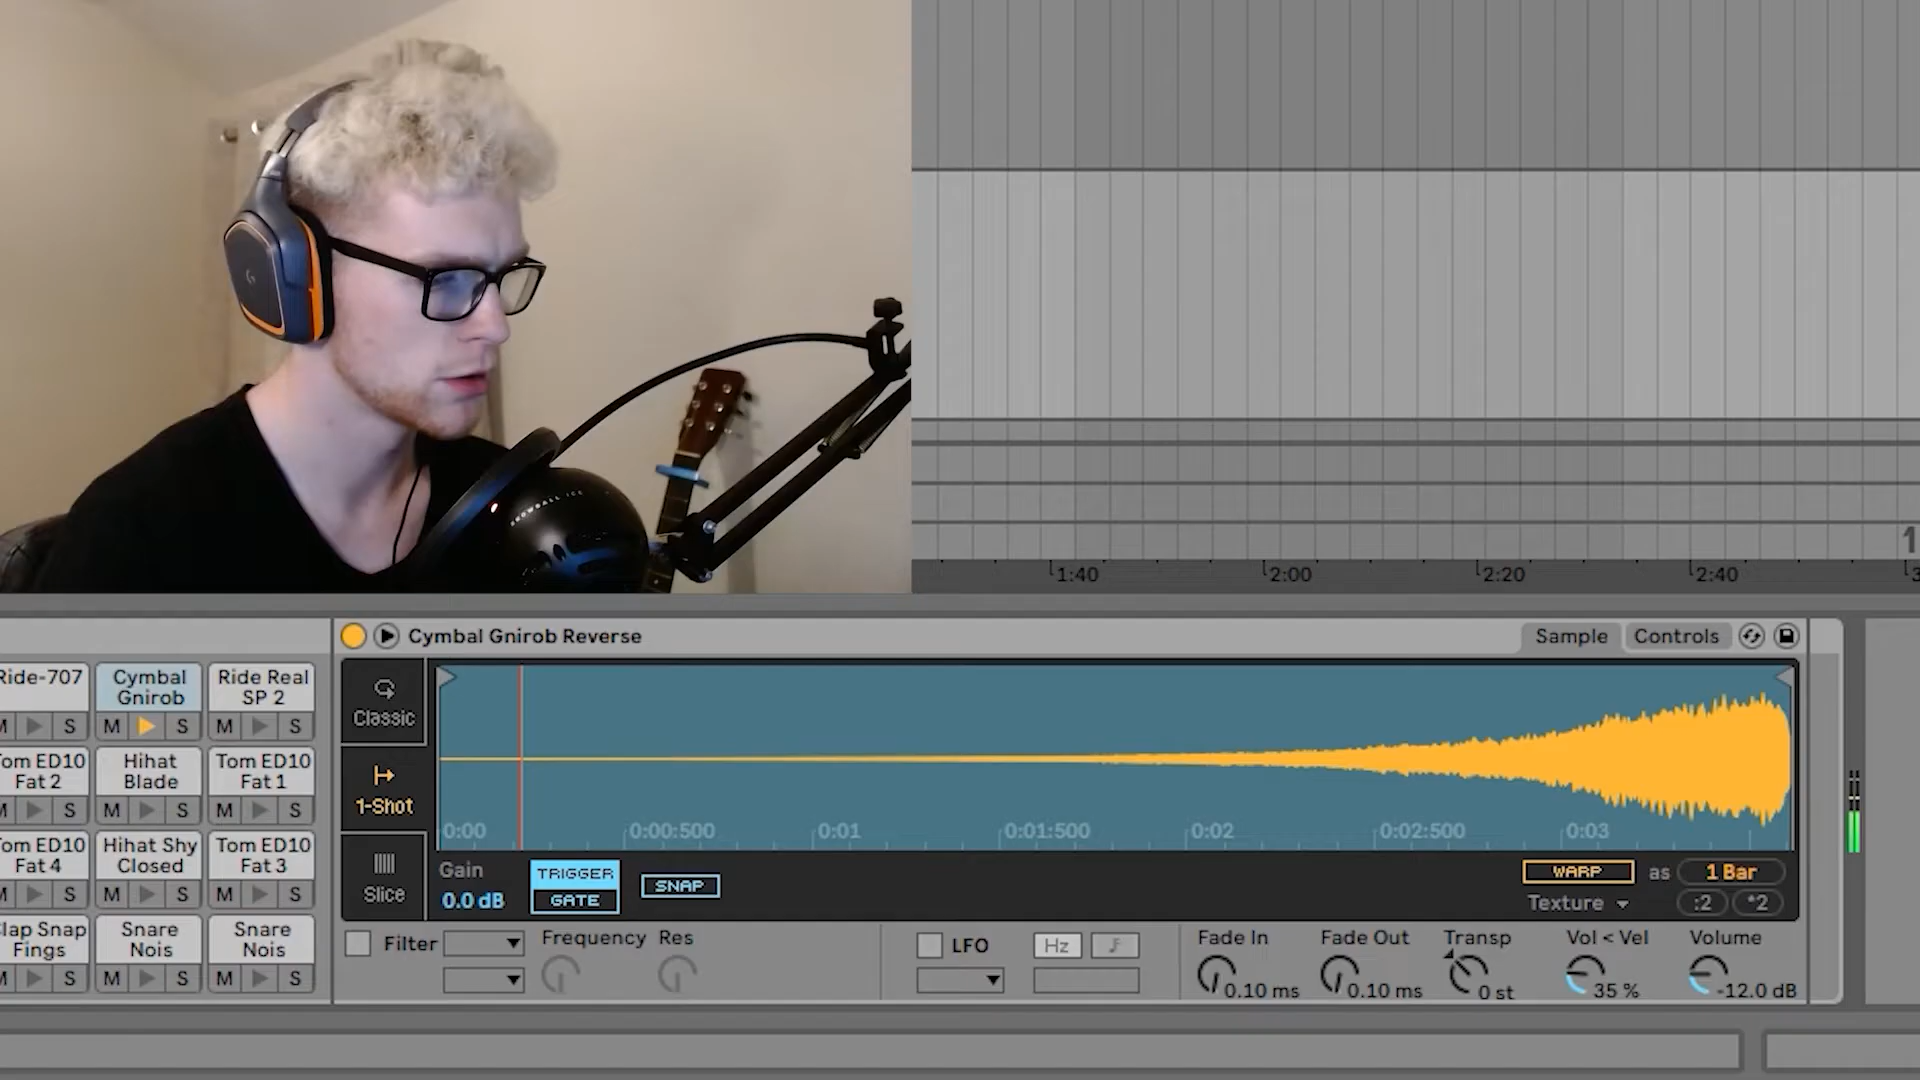 SNOWBALL iCE
1
1:40
2:00
2:20
2:40
3
Ride-707
M
S
Cymbal
Gnirob
M
S
Ride Real
SP 2
M
S
Tom ED10
Fat 2
M
S
Hihat
Blade
M
S
Tom ED10
Fat 1
M
S
Tom ED10
Fat 4
M
S
Hihat Shy
Closed
M
S
Tom ED10
Fat 3
M
S
Clap Snap
Fings
M
S
Snare
Nois
M
S
Snare
Nois
M
S
Cymbal Gnirob Reverse
Sample
Controls
Classic
1-Shot
Slice
0:00
0:00:500
0:01
0:01:500
0:02
0:02:500
0:03
Gain
0.0 dB
TRIGGER
GATE
SNAP
WARP
as
1 Bar
Texture
:2
*2
Filter
Frequency
Res
LFO
Hz
Fade In
0.10 ms
Fade Out
0.10 ms
Transp
0 st
Vol < Vel
35 %
Volume
-12.0 dB